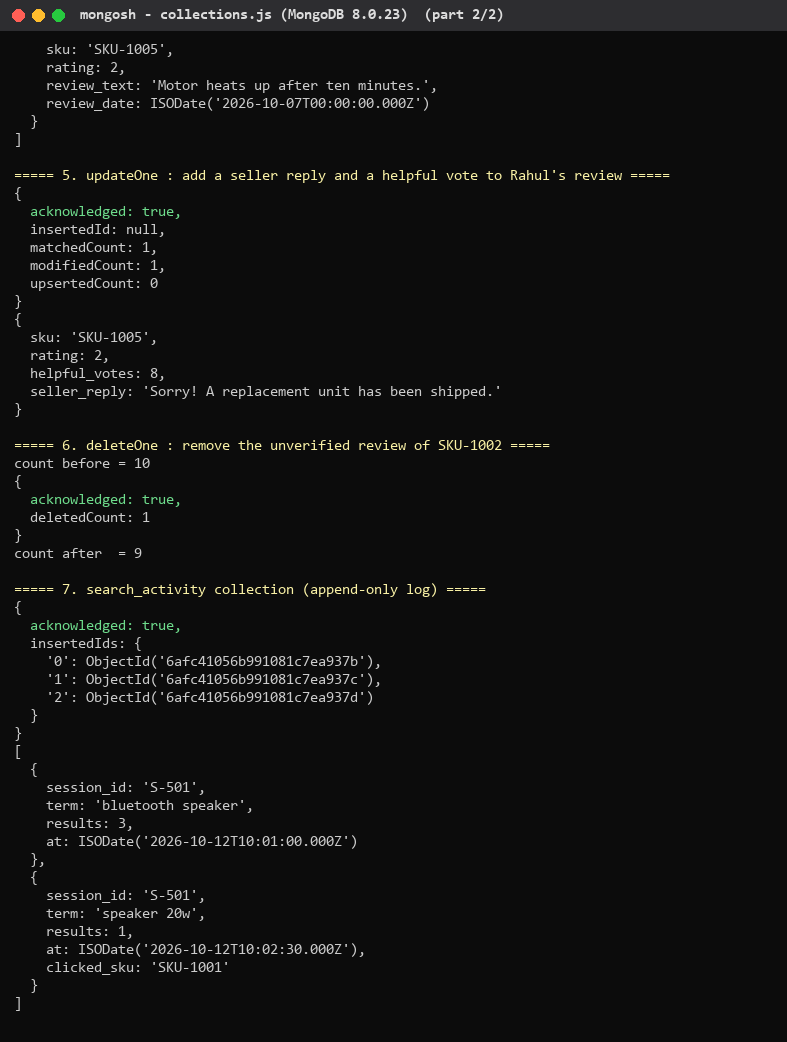 mongosh - collections.js (MongoDB 8.0.23)  (part 2/2)
    sku: 'SKU-1005',
    rating: 2,
    review_text: 'Motor heats up after ten minutes.',
    review_date: ISODate('2026-10-07T00:00:00.000Z')
  }
]

===== 5. updateOne : add a seller reply and a helpful vote to Rahul's review =====
{
  acknowledged: true,
  insertedId: null,
  matchedCount: 1,
  modifiedCount: 1,
  upsertedCount: 0
}
{
  sku: 'SKU-1005',
  rating: 2,
  helpful_votes: 8,
  seller_reply: 'Sorry! A replacement unit has been shipped.'
}

===== 6. deleteOne : remove the unverified review of SKU-1002 =====
count before = 10
{
  acknowledged: true,
  deletedCount: 1
}
count after  = 9

===== 7. search_activity collection (append-only log) =====
{
  acknowledged: true,
  insertedIds: {
    '0': ObjectId('6afc41056b991081c7ea937b'),
    '1': ObjectId('6afc41056b991081c7ea937c'),
    '2': ObjectId('6afc41056b991081c7ea937d')
  }
}
[
  {
    session_id: 'S-501',
    term: 'bluetooth speaker',
    results: 3,
    at: ISODate('2026-10-12T10:01:00.000Z')
  },
  {
    session_id: 'S-501',
    term: 'speaker 20w',
    results: 1,
    at: ISODate('2026-10-12T10:02:30.000Z'),
    clicked_sku: 'SKU-1001'
  }
]